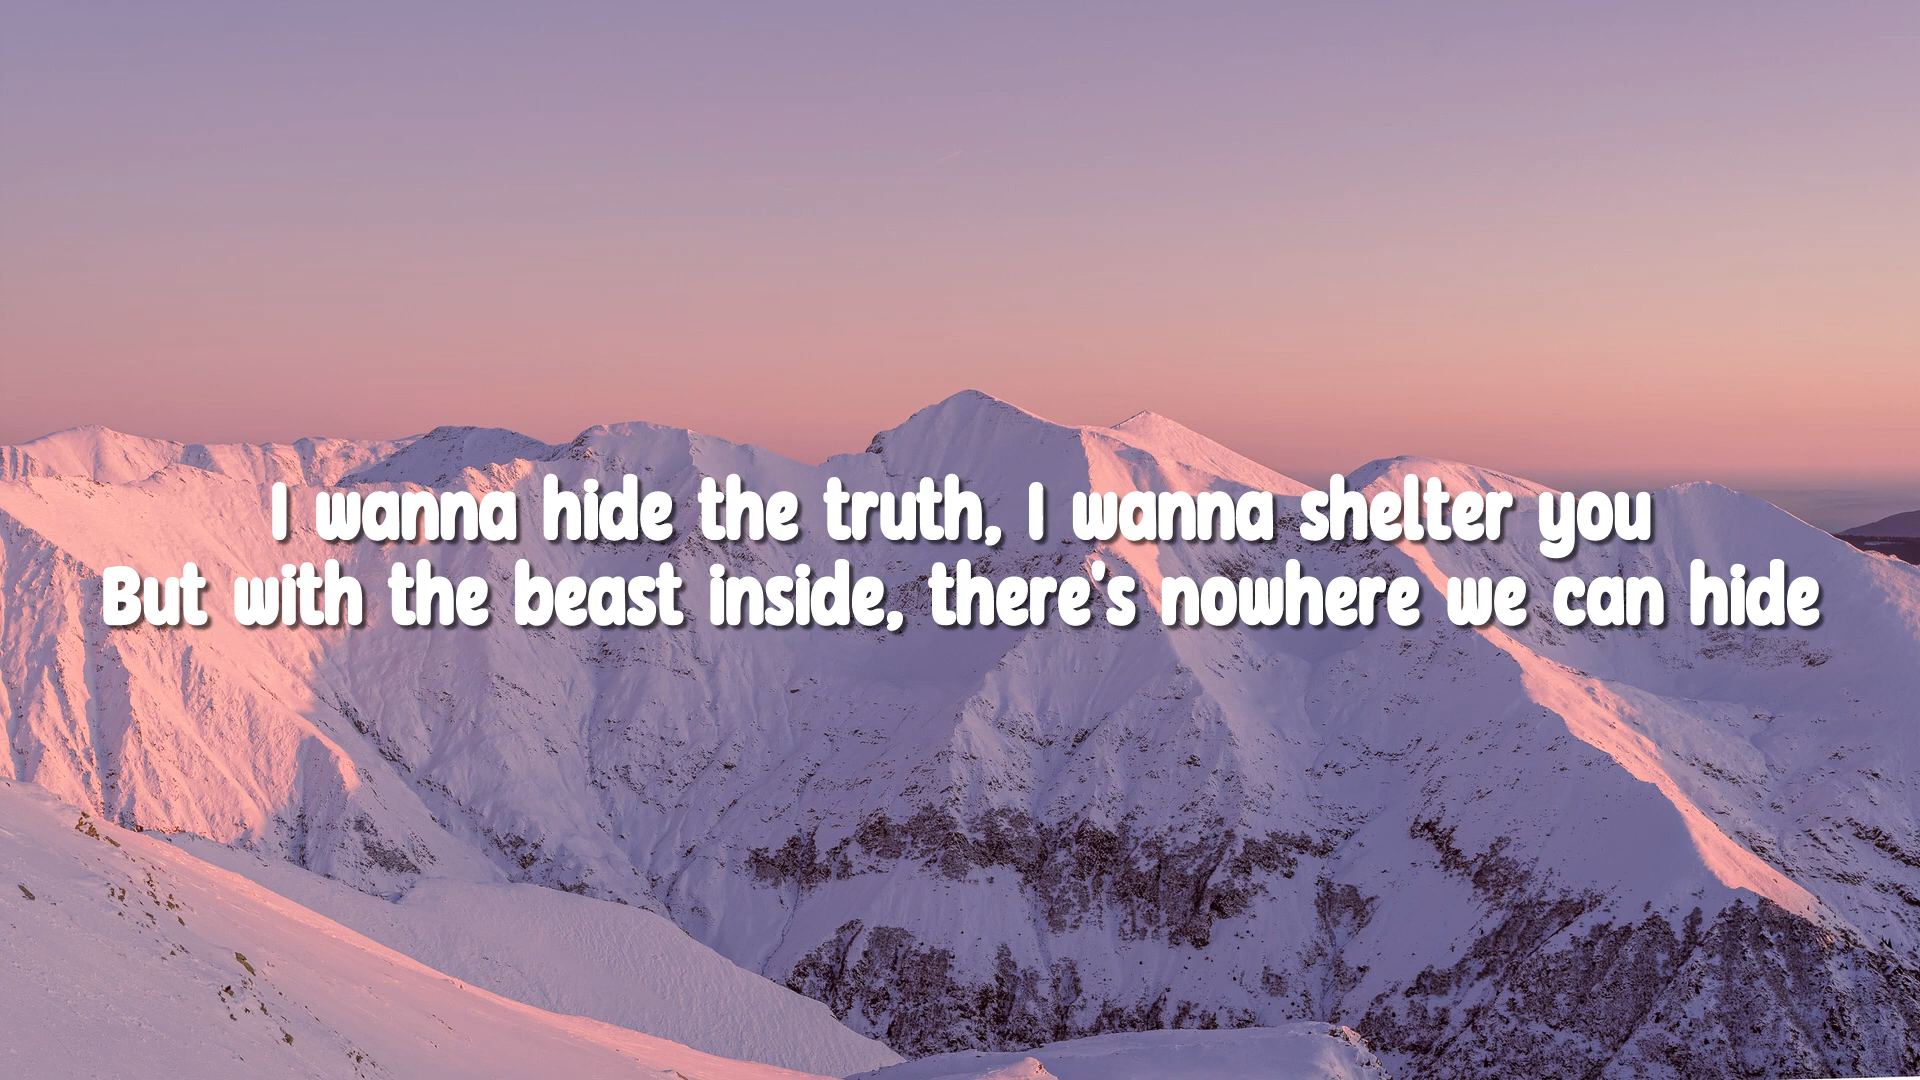 I wanna hide the truth, I wanna shelter you
But with the beast inside, there's nowhere we can hide